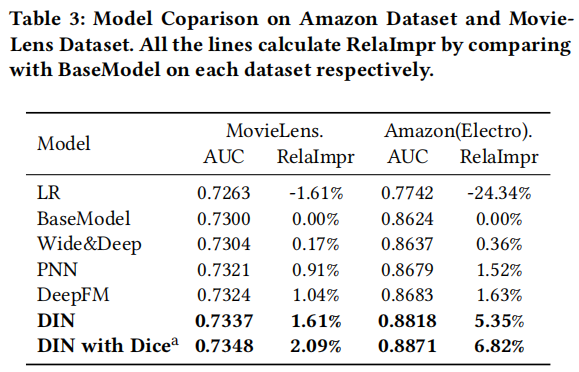 Table 3: Model Coparison on Amazon Dataset and Movie-
Lens Dataset. All the lines calculate RelaImpr by comparing
with BaseModel on each dataset respectively.
Model MovieLens. Amazon(Electro).
AUC RelaImpr AUC RelaImpr
LR 0.7263 -1.61% 0.7742 -24.34%
BaseModel 0.7300 0.00% 0.8624 0.00%
Wide&Deep 0.7304 0.17% 0.8637 0.36%
PNN 0.7321 0.91% 0.8679 1.52%
DeepFM 0.7324 1.04% 0.8683 1.63%
DIN 0.7337 1.61% 0.8818 5.35%
DIN with Diceᵃ 0.7348 2.09% 0.8871 6.82%